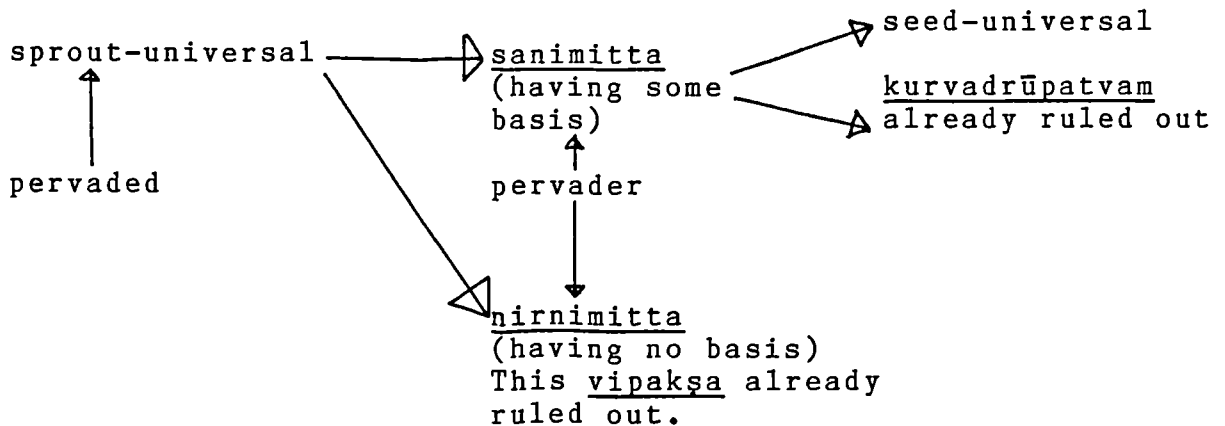 sprout-universal
pervaded
sanimitta
(having some
basis)
pervader
nirnimitta
(having no basis)
This vipakṣa already
ruled out.
seed-universal
kurvadrūpatvam
already ruled out